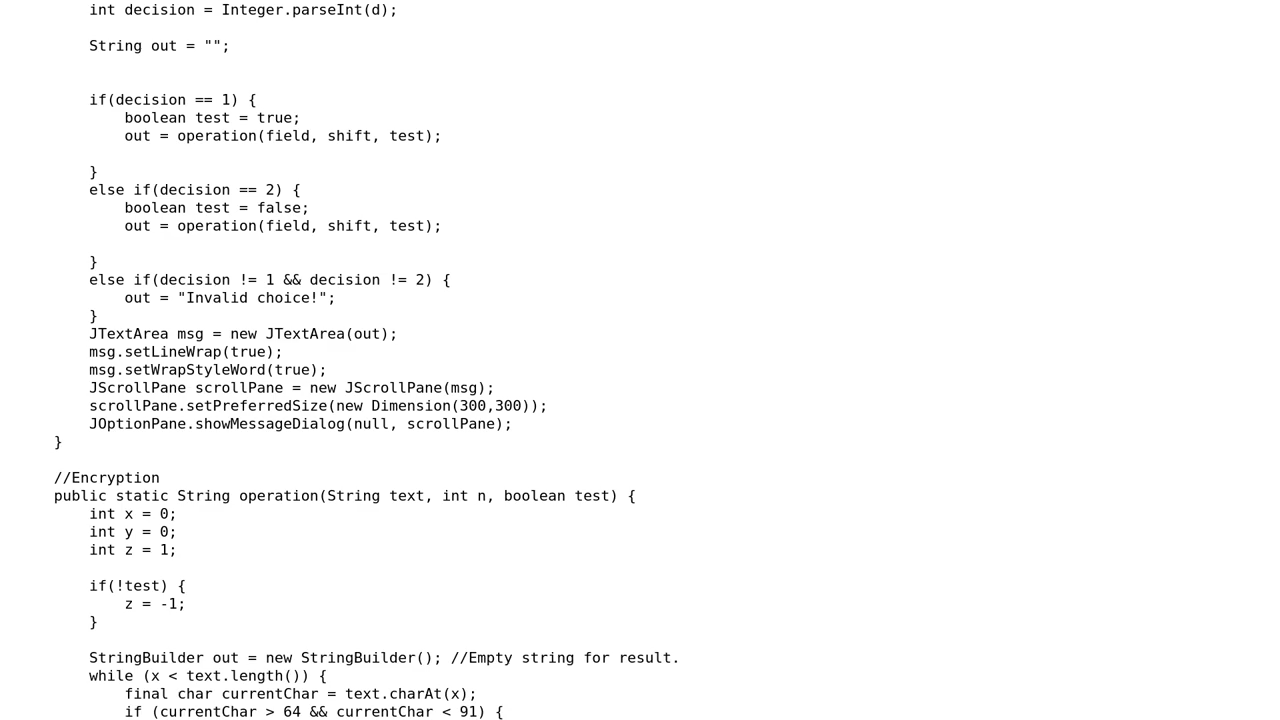 int decision = Integer.parseInt(d);
String out = "";
if(decision == 1) {
boolean test = true;
out = operation(field, shift, test);
}
else if(decision == 2) {
boolean test = false;
out = operation(field, shift, test);
}
else if(decision != 1 && decision != 2) {
out = "Invalid choice!";
}
JTextArea msg = new JTextArea(out);
msg.setLineWrap(true);
msg.setWrapStyleWord(true);
JScrollPane scrollPane = new JScrollPane(msg);
scrollPane.setPreferredSize(new Dimension(300,300));
JOptionPane.showMessageDialog(null, scrollPane);
}
//Encryption
public static String operation(String text, int n, boolean test) {
int x = 0;
int y = 0;
int z = 1;
if(!test) {
z = -1;
}
StringBuilder out = new StringBuilder(); //Empty string for result.
while (x < text.length()) {
final char currentChar = text.charAt(x);
if (currentChar > 64 && currentChar < 91) {